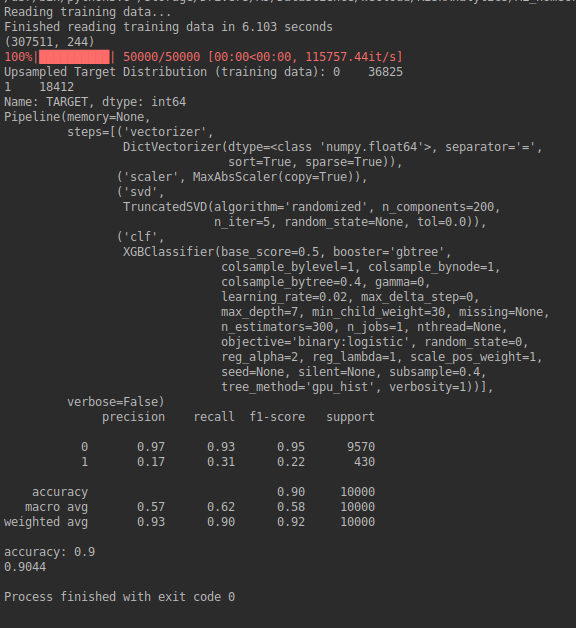 Reading training data...
Finished reading training data in 6.103 seconds
(307511, 244)
100%|██████████| 50000/50000 [00:00<00:00, 115757.44it/s]
Upsampled Target Distribution (training data): 0    36825
1    18412
Name: TARGET, dtype: int64
Pipeline(memory=None,
         steps=[('vectorizer',
                 DictVectorizer(dtype=<class 'numpy.float64'>, separator='=',
                                sort=True, sparse=True)),
                ('scaler', MaxAbsScaler(copy=True)),
                ('svd',
                 TruncatedSVD(algorithm='randomized', n_components=200,
                              n_iter=5, random_state=None, tol=0.0)),
                ('clf',
                 XGBClassifier(base_score=0.5, booster='gbtree',
                               colsample_bylevel=1, colsample_bynode=1,
                               colsample_bytree=0.4, gamma=0,
                               learning_rate=0.02, max_delta_step=0,
                               max_depth=7, min_child_weight=30, missing=None,
                               n_estimators=300, n_jobs=1, nthread=None,
                               objective='binary:logistic', random_state=0,
                               reg_alpha=2, reg_lambda=1, scale_pos_weight=1,
                               seed=None, silent=None, subsample=0.4,
                               tree_method='gpu_hist', verbosity=1))],
         verbose=False)
              precision    recall  f1-score   support

           0       0.97      0.93      0.95      9570
           1       0.17      0.31      0.22       430

    accuracy                           0.90     10000
   macro avg       0.57      0.62      0.58     10000
weighted avg       0.93      0.90      0.92     10000

accuracy: 0.9
0.9044

Process finished with exit code 0